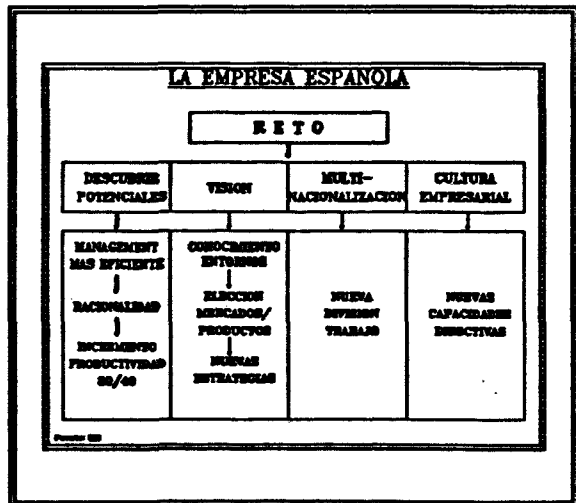 LA EMPRESA ESPAÑOLA
RETO
DESCUBRIR
POTENCIALES
VISION
MULTI-
NACIONALIZACION
CULTURA
EMPRESARIAL
MANAGEMENT
MAS EFICIENTE
RACIONALIDAD
INCREMENTO
PRODUCTIVIDAD
CONOCIMIENTO
ENTORNOS
ELECCION
MERCADOS/
PRODUCTOS
NUEVAS
ESTRATEGIAS
NUEVA
DIVISION
TRABAJO
NUEVAS
CAPACIDADES
DIRECTIVAS